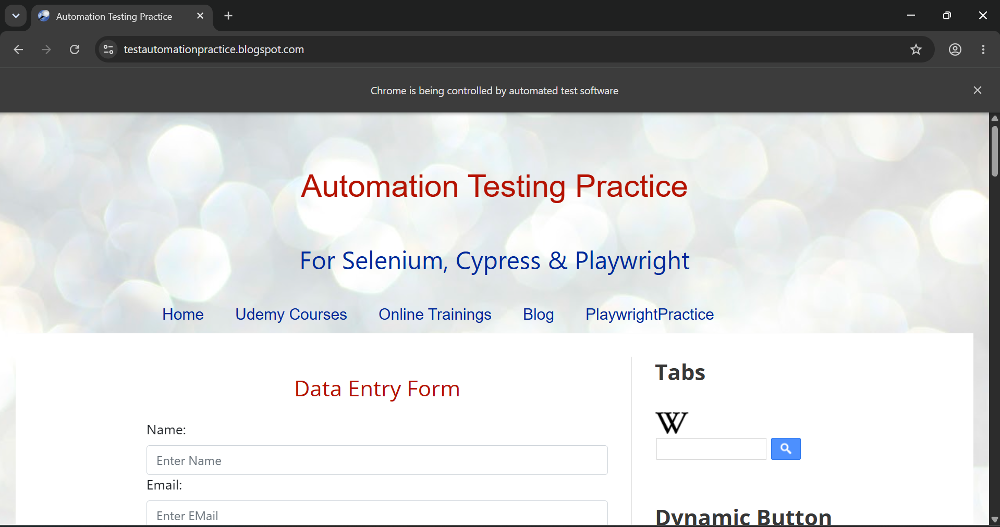 Automation Testing Practice
testautomationpractice.blogspot.com
Chrome is being controlled by automated test software
Automation Testing Practice
For Selenium, Cypress & Playwright
Home Udemy Courses Online Trainings Blog PlaywrightPractice
Data Entry Form
Name:
Enter Name
Email:
Enter EMail
Tabs
W
Dynamic Button